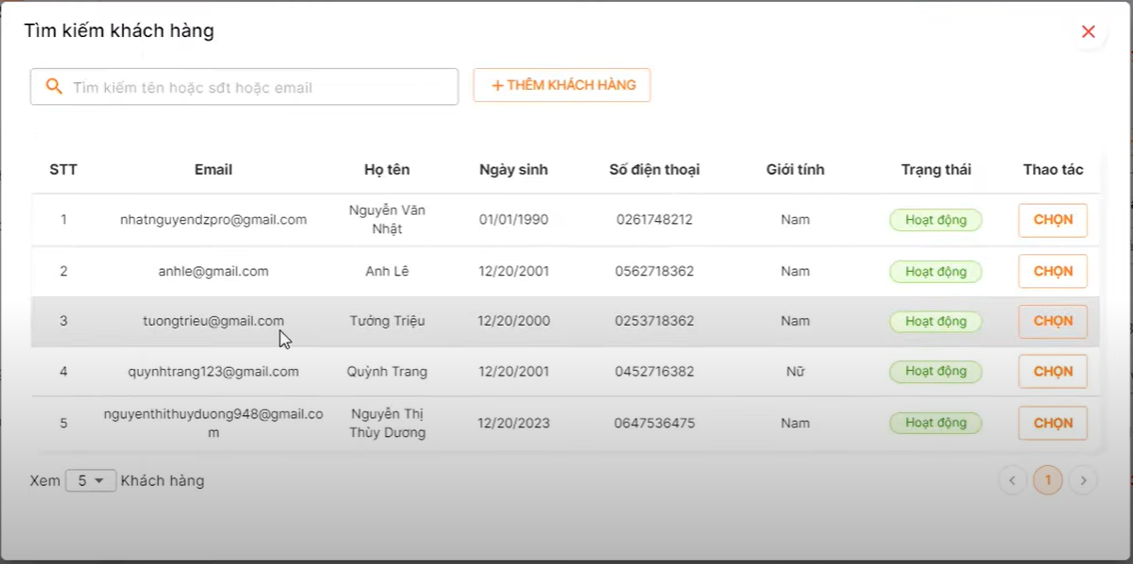 Tìm kiếm khách hàng
Tìm kiếm tên hoặc sđt hoặc email
+ THÊM KHÁCH HÀNG
STT Email Họ tên Ngày sinh Số điện thoại Giới tính Trạng thái Thao tác
1 nhatnguyendzpro@gmail.com Nguyễn Văn Nhật 01/01/1990 0261748212 Nam Hoạt động CHỌN
2 anhle@gmail.com Anh Lê 12/20/2001 0562718362 Nam Hoạt động CHỌN
3 tuongtrieu@gmail.com Tướng Triệu 12/20/2000 0253718362 Nam Hoạt động CHỌN
4 quynhtrang123@gmail.com Quỳnh Trang 12/20/2001 0452716382 Nữ Hoạt động CHỌN
5 nguyenthithuyduong948@gmail.com Nguyễn Thị Thùy Dương 12/20/2023 0647536475 Nam Hoạt động CHỌN
Xem 5 Khách hàng
1